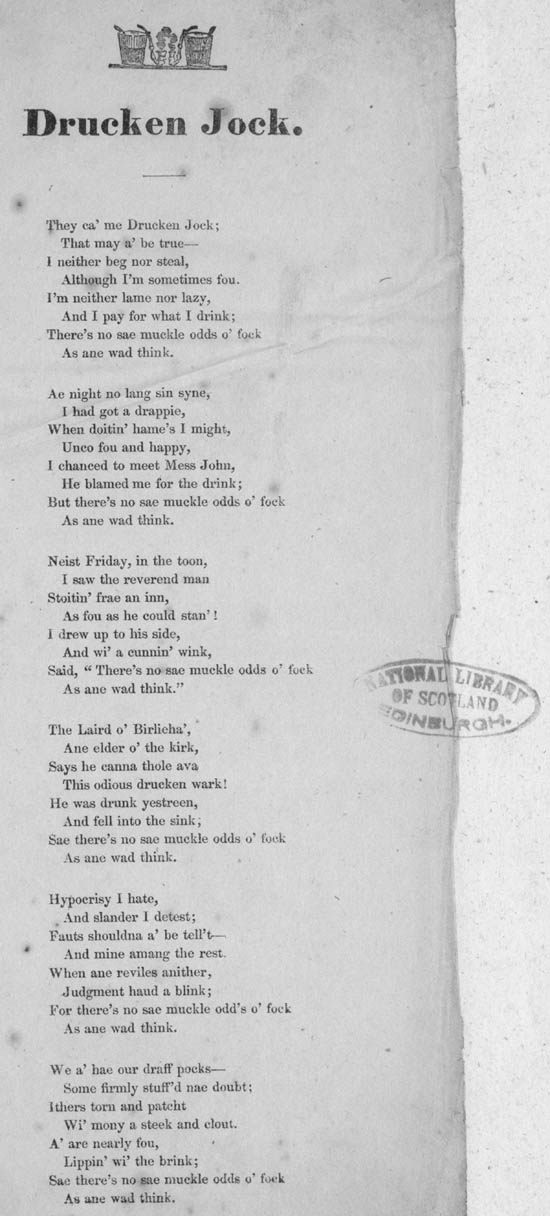 Drucken Jock.
They ca' me Drucken Jock;
That may a' be true—
I neither beg nor steal,
Although I'm sometimes fou.
I'm neither lame nor lazy,
And I pay for what I drink;
There's no sae muckle odds o' fock
As ane wad think.
Ae night no lang sin syne,
I had got a drappie,
When doitin' hame's I might,
Unco fou and happy,
I chanced to meet Mess John,
He blamed me for the drink;
But there's no sae muckle odds o' fock
As ane wad think.
Neist Friday, in the toon,
I saw the reverend man
Stoitin' frae an inn,
As fou as he could stan'!
I drew up to his side,
And wi' a cunnin' wink,
Said, "There's no sae muckle odds o' fock
As ane wad think."
NATIONAL LIBRARY
OF SCOTLAND
EDINBURGH.
The Laird o' Birlicha',
Ane elder o' the kirk,
Says he canna thole ava
This odious drucken wark!
He was drunk yestreen,
And fell into the sink;
Sae there's no sae muckle odds o' fock
As ane wad think.
Hypocrisy I hate,
And slander I detest;
Fauts shouldna a' be tell't—
And mine amang the rest.
When ane reviles anither,
Judgment haud a blink;
For there's no sae muckle odd's o' fock
As ane wad think.
We a' hae our draff pocks—
Some firmly stuff'd nae doubt;
Ithers torn and patcht
Wi' mony a steek and clout.
A' are nearly fou,
Lippin' wi' the brink;
Sae there's no sae muckle odds o' fock
As ane wad think.